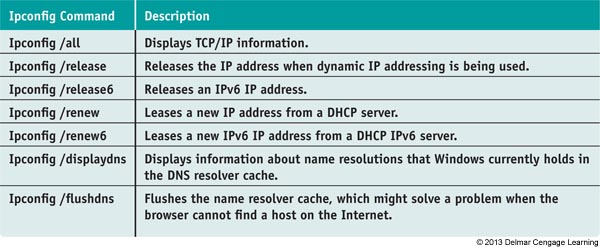 Ipconfig Command Description
Ipconfig /all Displays TCP/IP information.
Ipconfig /release Releases the IP address when dynamic IP addressing is being used.
Ipconfig /release6 Releases an IPv6 IP address.
Ipconfig /renew Leases a new IP address from a DHCP server.
Ipconfig /renew6 Leases a new IPv6 IP address from a DHCP IPv6 server.
Ipconfig /displaydns Displays information about name resolutions that Windows currently holds in
the DNS resolver cache.
Ipconfig /flushdns Flushes the name resolver cache, which might solve a problem when the
browser cannot find a host on the Internet.
© 2013 Delmar Cengage Learning